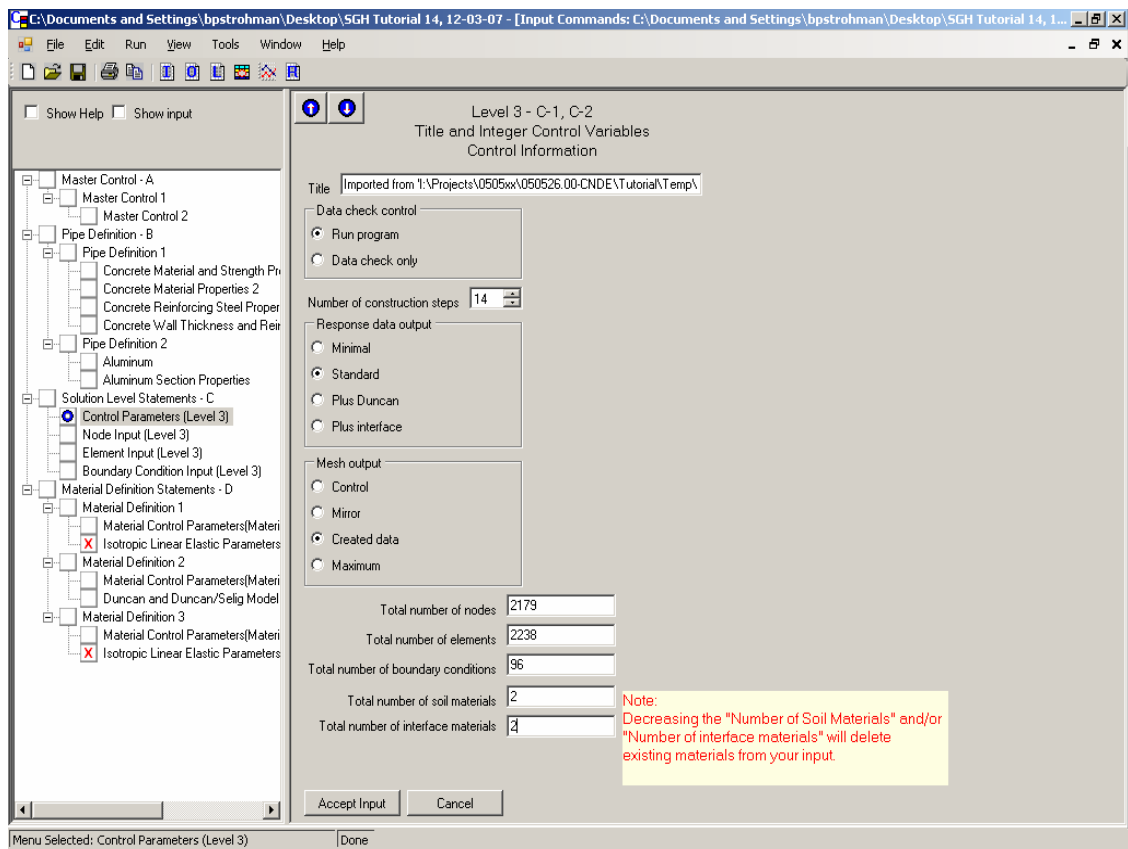 C:\Documents and Settings\bpstrohman\Desktop\SGH Tutorial 14, 12-03-07 - [Input Commands: C:\Documents and Settings\bpstrohman\Desktop\SGH Tutorial 14, 1...
File Edit Run View Tools Window Help
Show Help Show input
Master Control - A
Master Control 1
Master Control 2
Pipe Definition - B
Pipe Definition 1
Concrete Material and Strength Pr
Concrete Material Properties 2
Concrete Reinforcing Steel Proper
Concrete Wall Thickness and Rein
Pipe Definition 2
Aluminum
Aluminum Section Properties
Solution Level Statements - C
Control Parameters (Level 3)
Node Input (Level 3)
Element Input (Level 3)
Boundary Condition Input (Level 3)
Material Definition Statements - D
Material Definition 1
Material Control Parameters(Materi
X Isotropic Linear Elastic Parameters
Material Definition 2
Material Control Parameters(Materi
Duncan and Duncan/Selig Model
Material Definition 3
Material Control Parameters(Materi
X Isotropic Linear Elastic Parameters
Level 3 - C-1, C-2
Title and Integer Control Variables
Control Information
Title Imported from 'I:\Projects\0505xx\050526.00-CNDE\Tutorial\Temp\
Data check control
Run program
Data check only
Number of construction steps 14
Response data output
Minimal
Standard
Plus Duncan
Plus interface
Mesh output
Control
Mirror
Created data
Maximum
Total number of nodes 2179
Total number of elements 2238
Total number of boundary conditions 96
Total number of soil materials 2
Total number of interface materials 2
Note:
Decreasing the "Number of Soil Materials" and/or
"Number of interface materials" will delete
existing materials from your input.
Accept Input Cancel
Menu Selected: Control Parameters (Level 3) Done